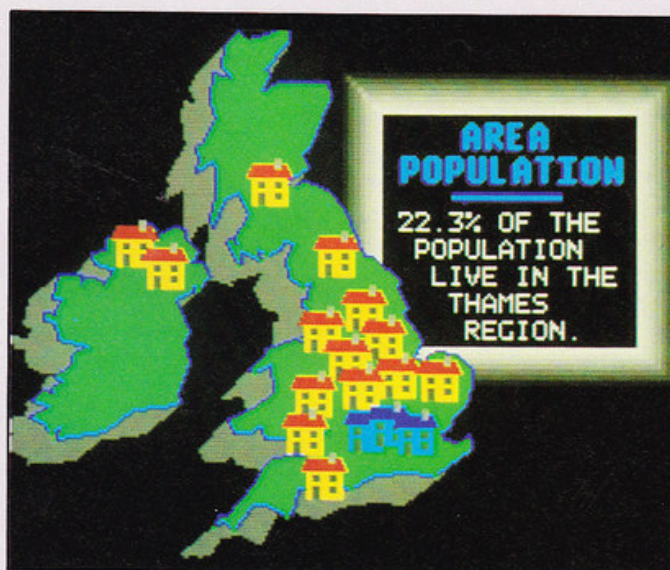 AREA
POPULATION
22.3% OF THE
POPULATION
LIVE IN THE
THAMES
REGION.